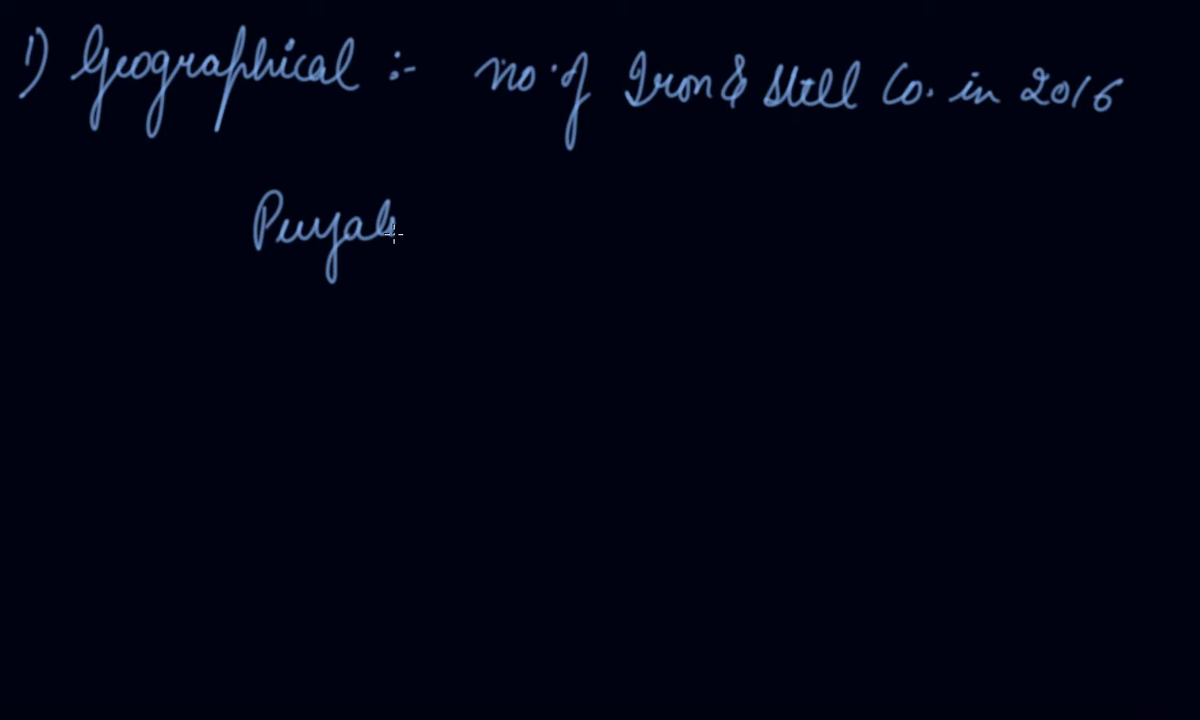 1) Geographical :- no. of Iron & Steel Co. in 2016
Punjab